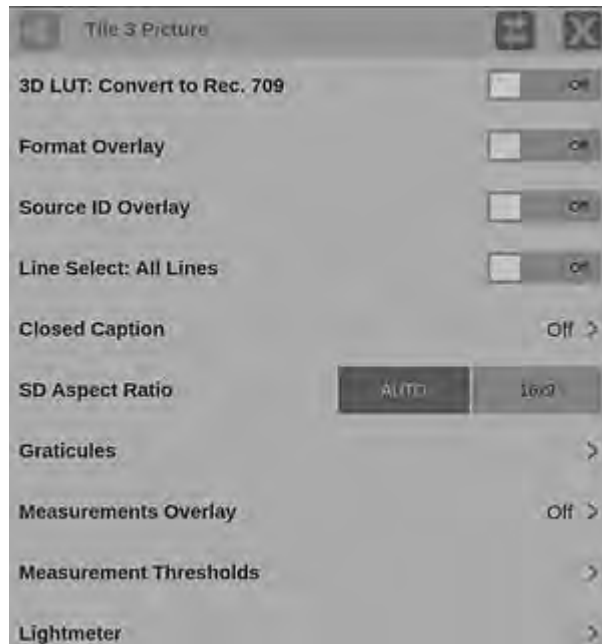 Tile 3 Picture
3D LUT: Convert to Rec. 709 Off
Format Overlay Off
Source ID Overlay Off
Line Select: All Lines Off
Closed Caption Off >
SD Aspect Ratio AUTO 16x9
Graticules >
Measurements Overlay Off >
Measurement Thresholds >
Lightmeter >